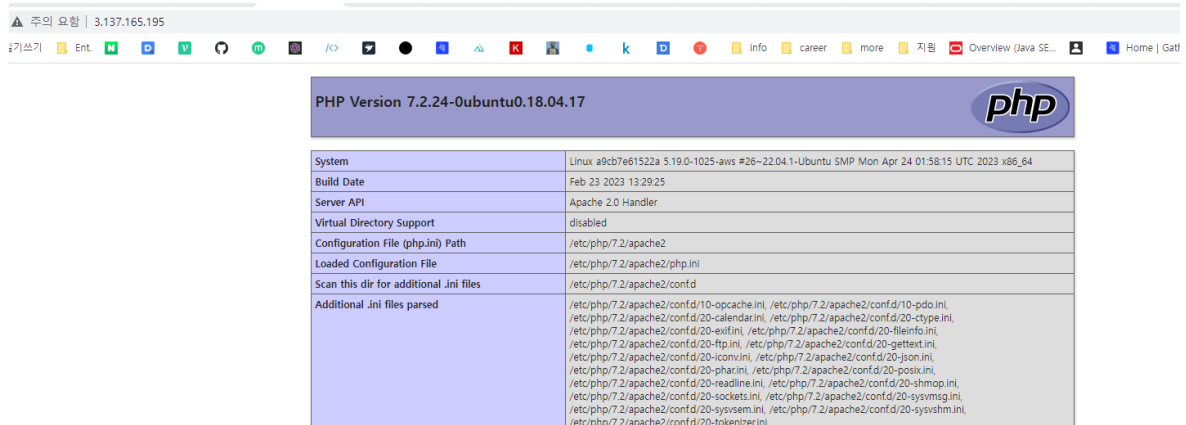 주의 요함 | 3.137.165.195
Ent. info career more 지원 Overview (Java SE... Home | Gath
PHP Version 7.2.24-0ubuntu0.18.04.17
php
System Linux a9cb7e61522a 5.19.0-1025-aws #26~22.04.1-Ubuntu SMP Mon Apr 24 01:58:15 UTC 2023 x86_64
Build Date Feb 23 2023 13:29:25
Server API Apache 2.0 Handler
Virtual Directory Support disabled
Configuration File (php.ini) Path /etc/php/7.2/apache2
Loaded Configuration File /etc/php/7.2/apache2/php.ini
Scan this dir for additional .ini files /etc/php/7.2/apache2/conf.d
Additional .ini files parsed /etc/php/7.2/apache2/conf.d/10-opcache.ini, /etc/php/7.2/apache2/conf.d/10-pdo.ini,
/etc/php/7.2/apache2/conf.d/20-calendar.ini, /etc/php/7.2/apache2/conf.d/20-ctype.ini,
/etc/php/7.2/apache2/conf.d/20-exif.ini, /etc/php/7.2/apache2/conf.d/20-fileinfo.ini,
/etc/php/7.2/apache2/conf.d/20-ftp.ini, /etc/php/7.2/apache2/conf.d/20-gettext.ini,
/etc/php/7.2/apache2/conf.d/20-iconv.ini, /etc/php/7.2/apache2/conf.d/20-json.ini,
/etc/php/7.2/apache2/conf.d/20-phar.ini, /etc/php/7.2/apache2/conf.d/20-posix.ini,
/etc/php/7.2/apache2/conf.d/20-readline.ini, /etc/php/7.2/apache2/conf.d/20-shmop.ini,
/etc/php/7.2/apache2/conf.d/20-sockets.ini, /etc/php/7.2/apache2/conf.d/20-sysvmsg.ini,
/etc/php/7.2/apache2/conf.d/20-sysvsem.ini, /etc/php/7.2/apache2/conf.d/20-sysvshm.ini,
/etc/php/7.2/apache2/conf.d/20-tokenizer.ini